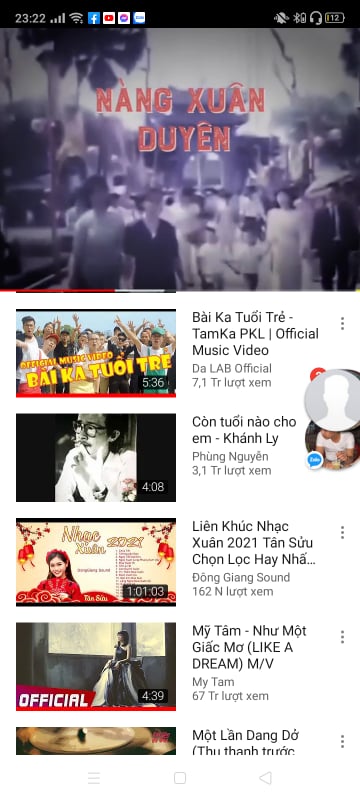 23:22
12
NÀNG XUÂN
DUYÊN
OFFICIAL MUSIC VIDEO
BÀI KA TUỔI TRẺ
5:36
Bài Ka Tuổi Trẻ -
TamKa PKL | Official
Music Video
Da LAB Official
7,1 Tr lượt xem
Zalo
4:08
Còn tuổi nào cho
em - Khánh Ly
Phùng Nguyên
3,1 Tr lượt xem
Nhạc
Xuân 2021
DongGiang Sound
Tân Sửu
1:01:03
Liên Khúc Nhạc
Xuân 2021 Tân Sửu
Chọn Lọc Hay Nhấ...
Đông Giang Sound
162 N lượt xem
OFFICIAL
4:39
Mỹ Tâm - Như Một
Giấc Mơ (LIKE A
DREAM) M/V
My Tam
67 Tr lượt xem
Một Lần Dang Dở
(Thu thanh trước